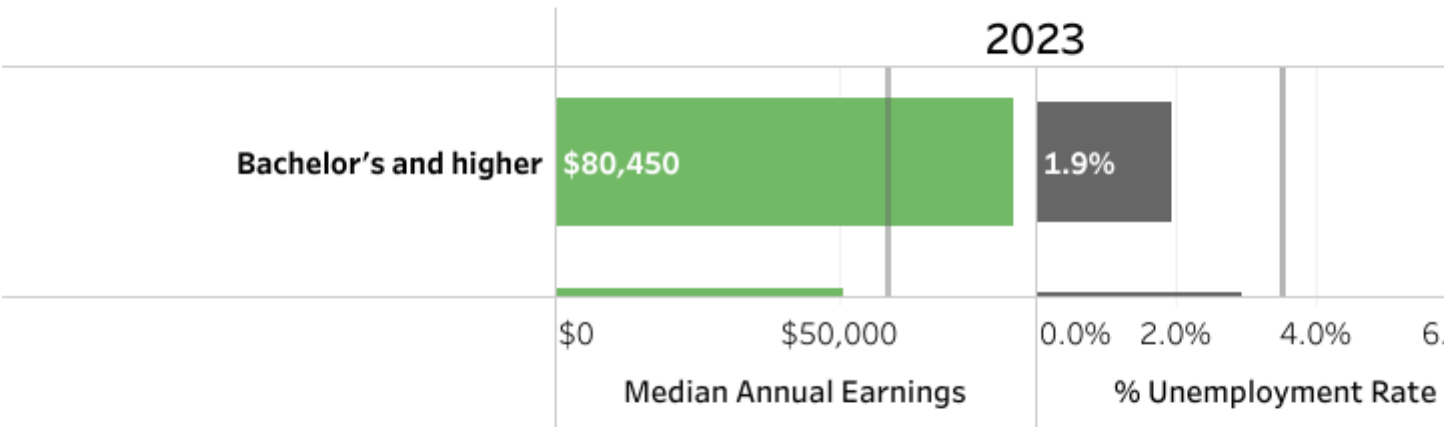 2023
Bachelor’s and higher $80,450 1.9%
$0 $50,000 0.0% 2.0% 4.0% 6.
Median Annual Earnings % Unemployment Rate